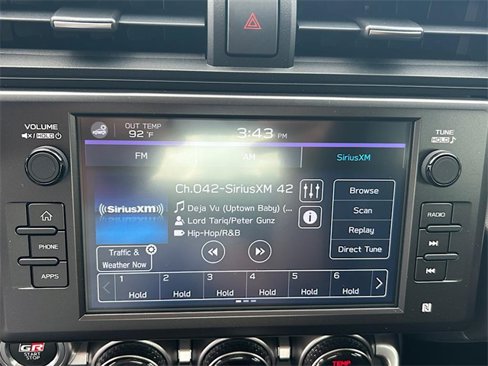 VOLUME
HOLD
OUT TEMP
92 °F
3:43 PM
TUNE
HOLD
FM
AM
SiriusXM
Ch.042-SiriusXM 42
((SiriusXM))
Deja Vu (Uptown Baby) (...
Lord Tariq/Peter Gunz
Hip-Hop/R&B
Browse
Scan
Replay
Direct Tune
PHONE
APPS
RADIO
Traffic &
Weather Now
1 Hold
2 Hold
3 Hold
4 Hold
5 Hold
6 Hold
GR
START
STOP
TEMP